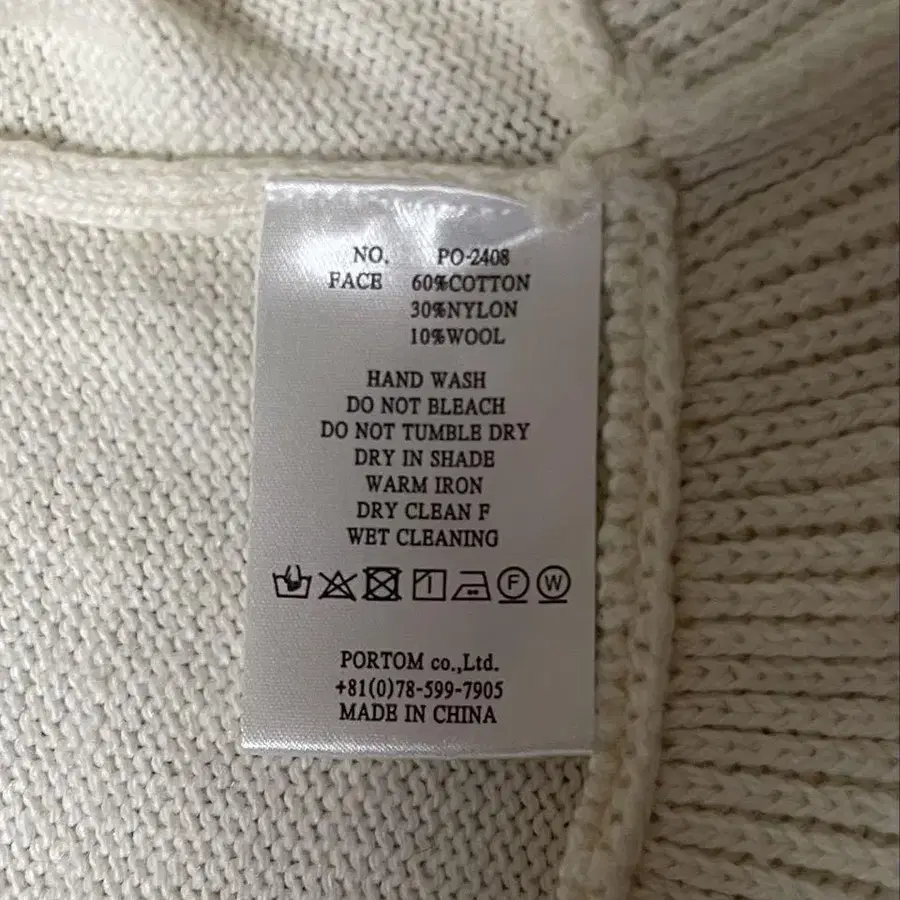 NO. PO-2408
FACE 60%COTTON
30%NYLON
10%WOOL
HAND WASH
DO NOT BLEACH
DO NOT TUMBLE DRY
DRY IN SHADE
WARM IRON
DRY CLEAN F
WET CLEANING
F W
PORTOM co.,Ltd.
+81(0)78-599-7905
MADE IN CHINA